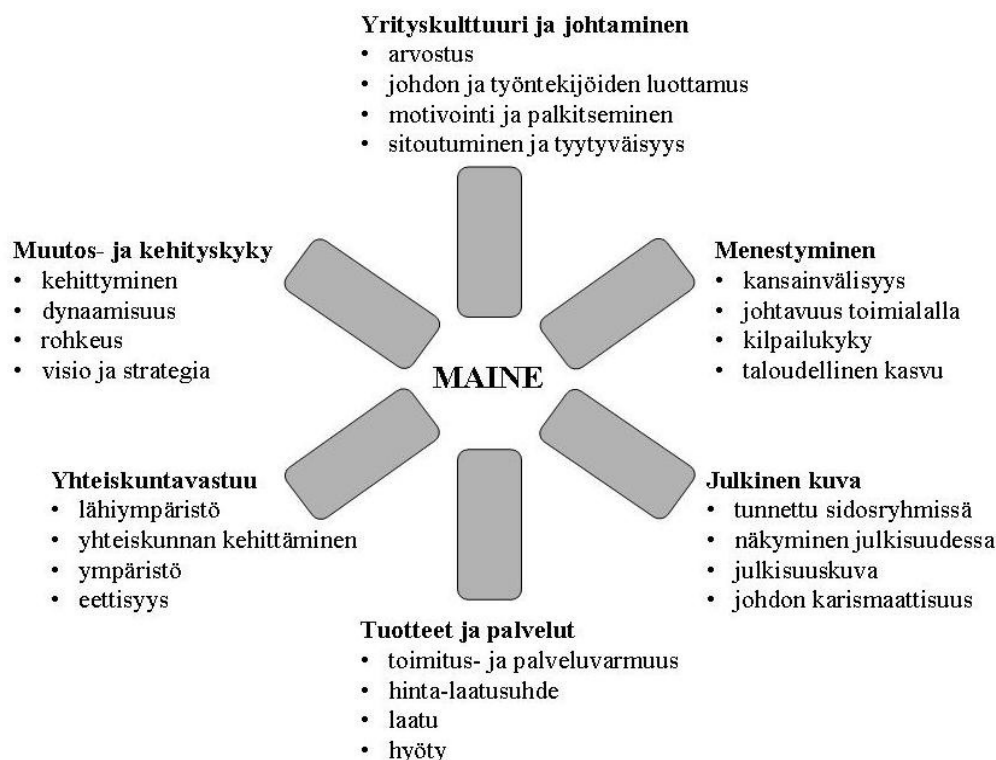 Yrityskulttuuri ja johtaminen
• arvostus
• johdon ja työntekijöiden luottamus
• motivointi ja palkitseminen
• sitoutuminen ja tyytyväisyys
Muutos- ja kehityskyky
• kehittyminen
• dynaamisuus
• rohkeus
• visio ja strategia
Menestyminen
• kansainvälisyys
• johtavuus toimialalla
• kilpailukyky
• taloudellinen kasvu
MAINE
Yhteiskuntavastuu
• lähiympäristö
• yhteiskunnan kehittäminen
• ympäristö
• eettisyys
Julkinen kuva
• tunnettu sidosryhmissä
• näkyminen julkisuudessa
• julkisuuskuva
• johdon karismaattisuus
Tuotteet ja palvelut
• toimitus- ja palveluvarmuus
• hinta-laatusuhde
• laatu
• hyöty